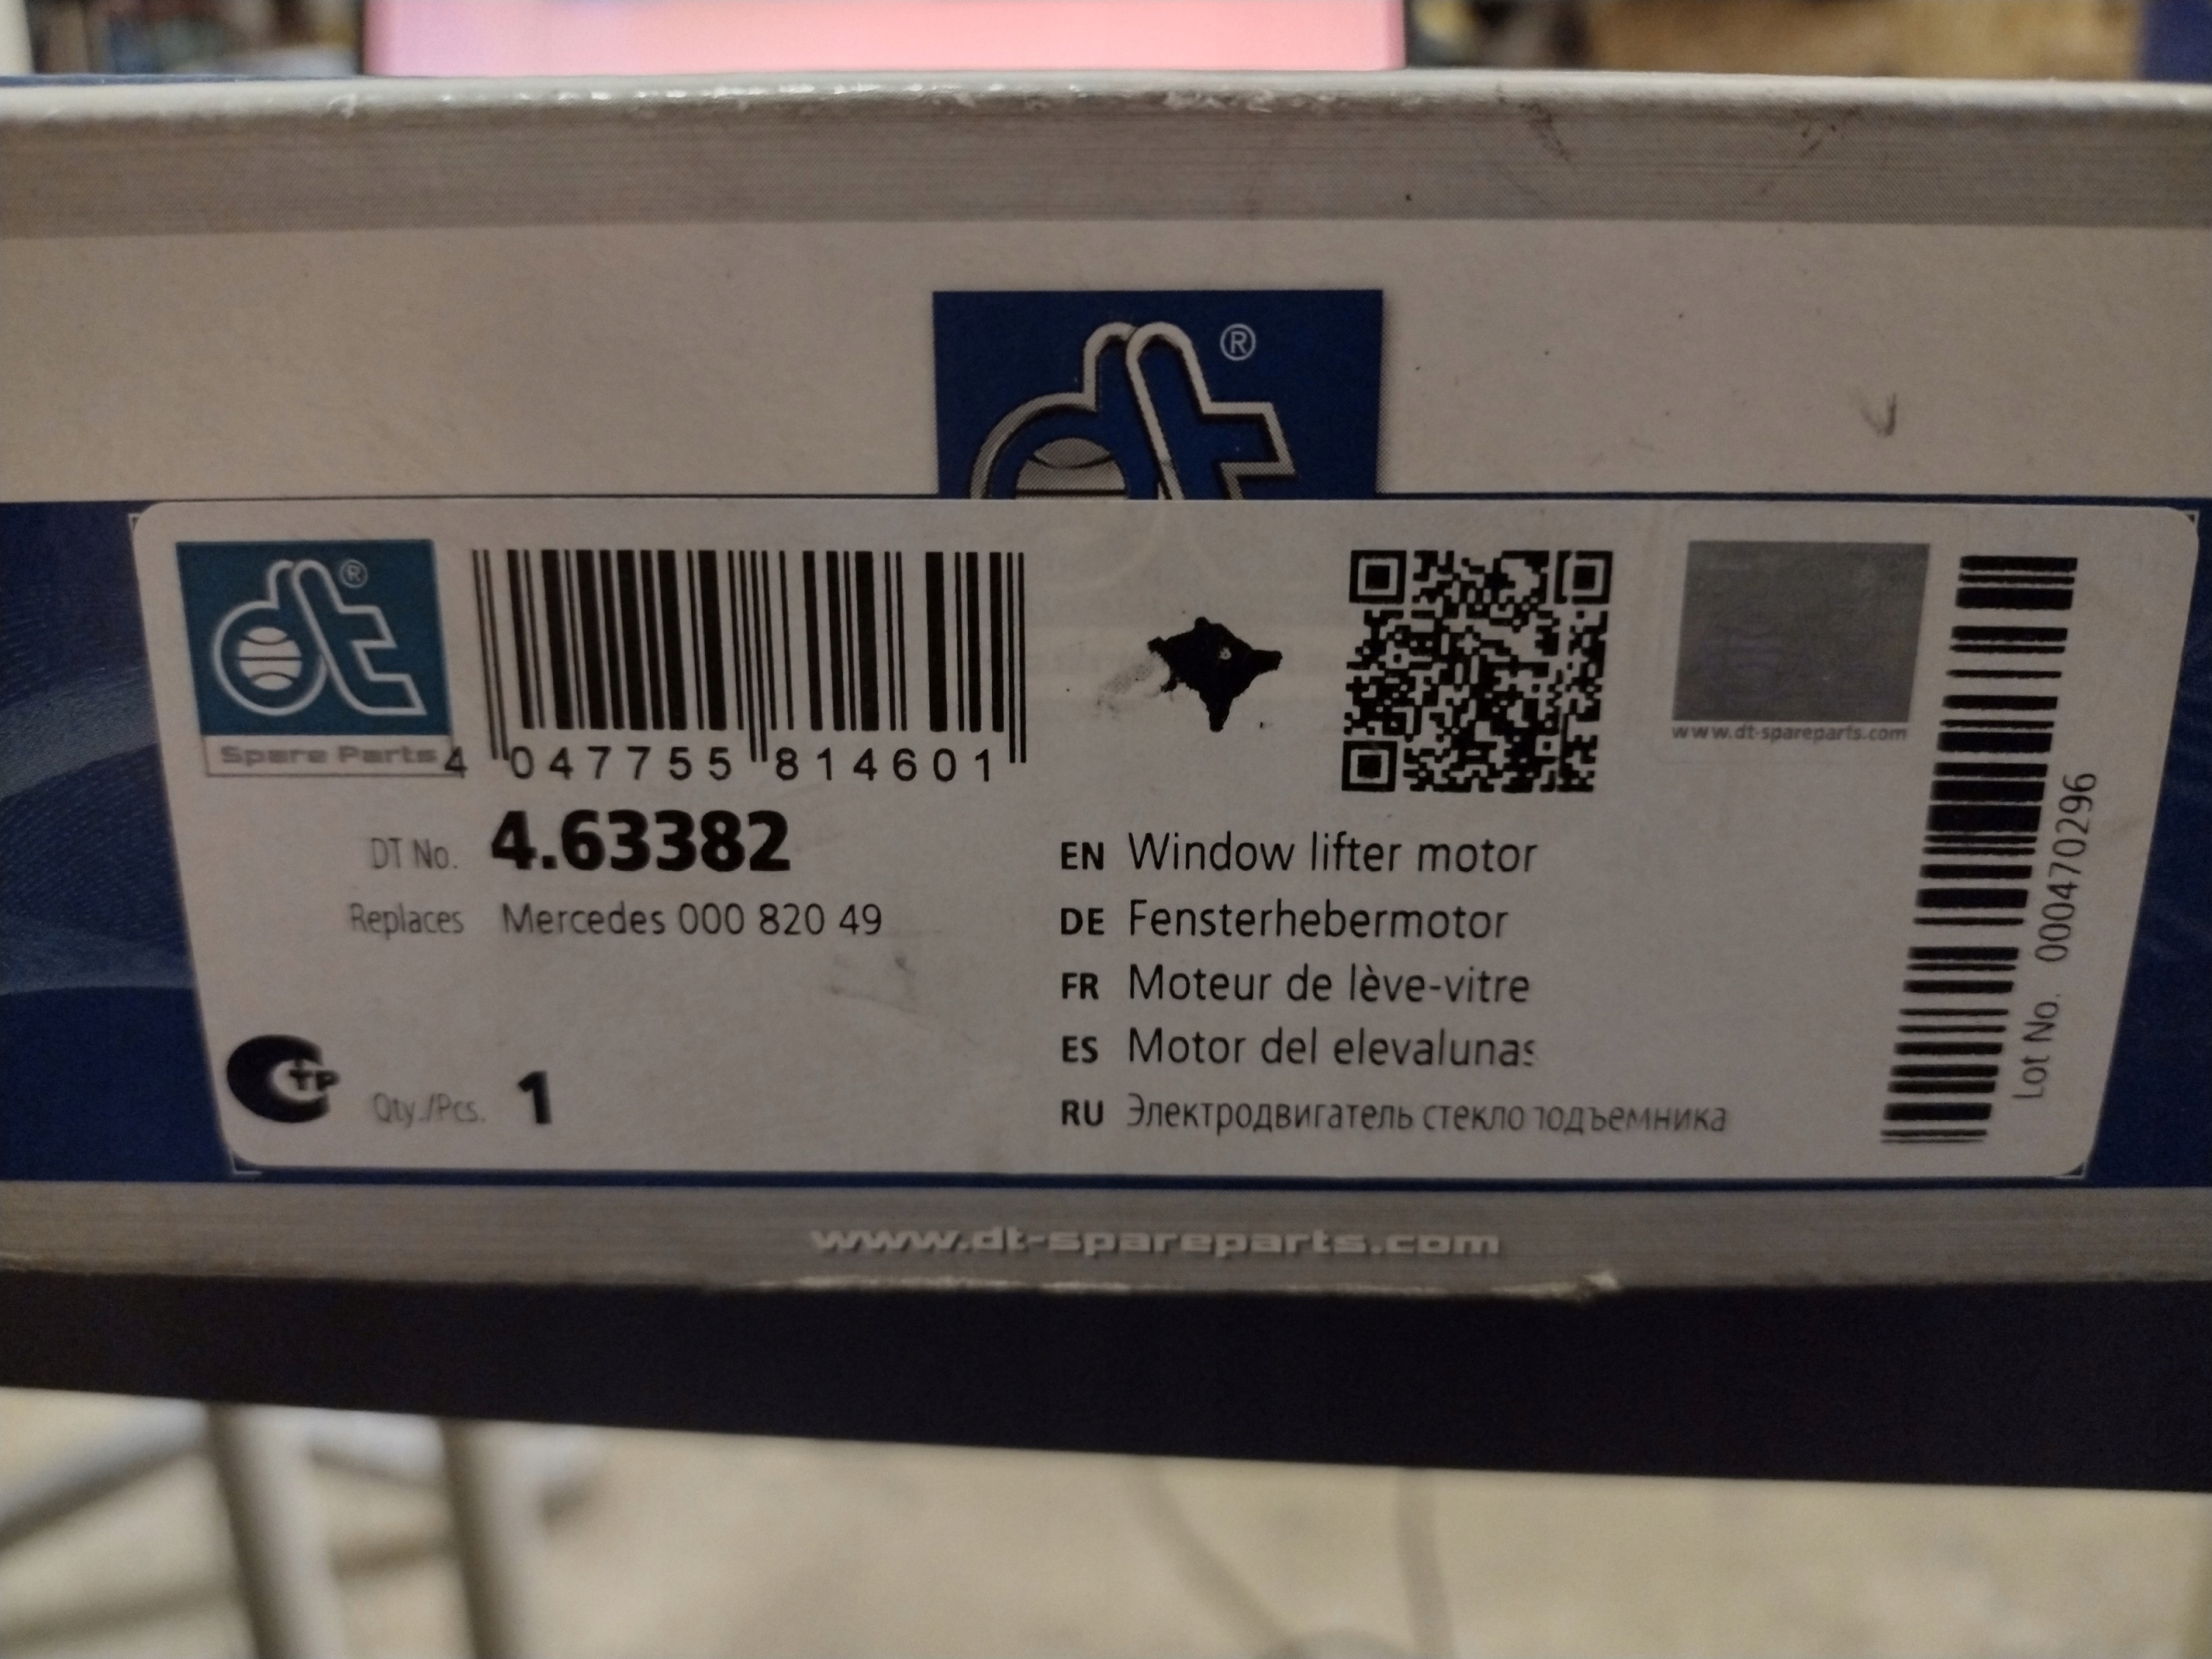 dt ®
dt ®
Spare Parts
4 047755 814601
www.dt-spareparts.com
DT No. 4.63382
Replaces Mercedes 000 820 49
Qty./Pcs. 1
EN Window lifter motor
DE Fensterhebermotor
FR Moteur de lève-vitre
ES Motor del elevalunas
RU Электродвигатель стеклоподъемника
Lot No. 00470296
www.dt-spareparts.com